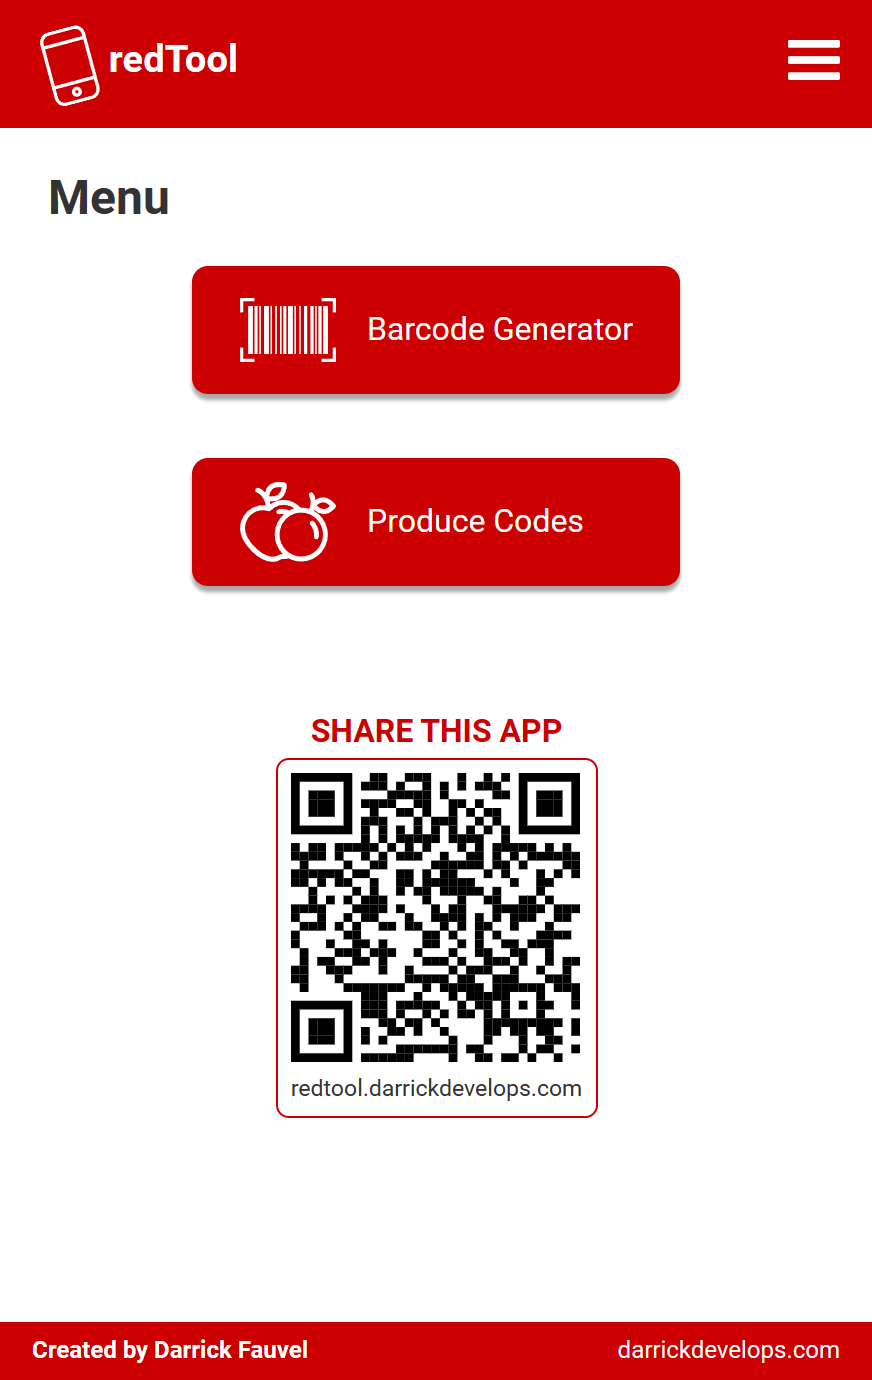 redTool
Menu
Barcode Generator
Produce Codes
SHARE THIS APP
redtool.darrickdevelops.com
Created by Darrick Fauvel
darrickdevelops.com